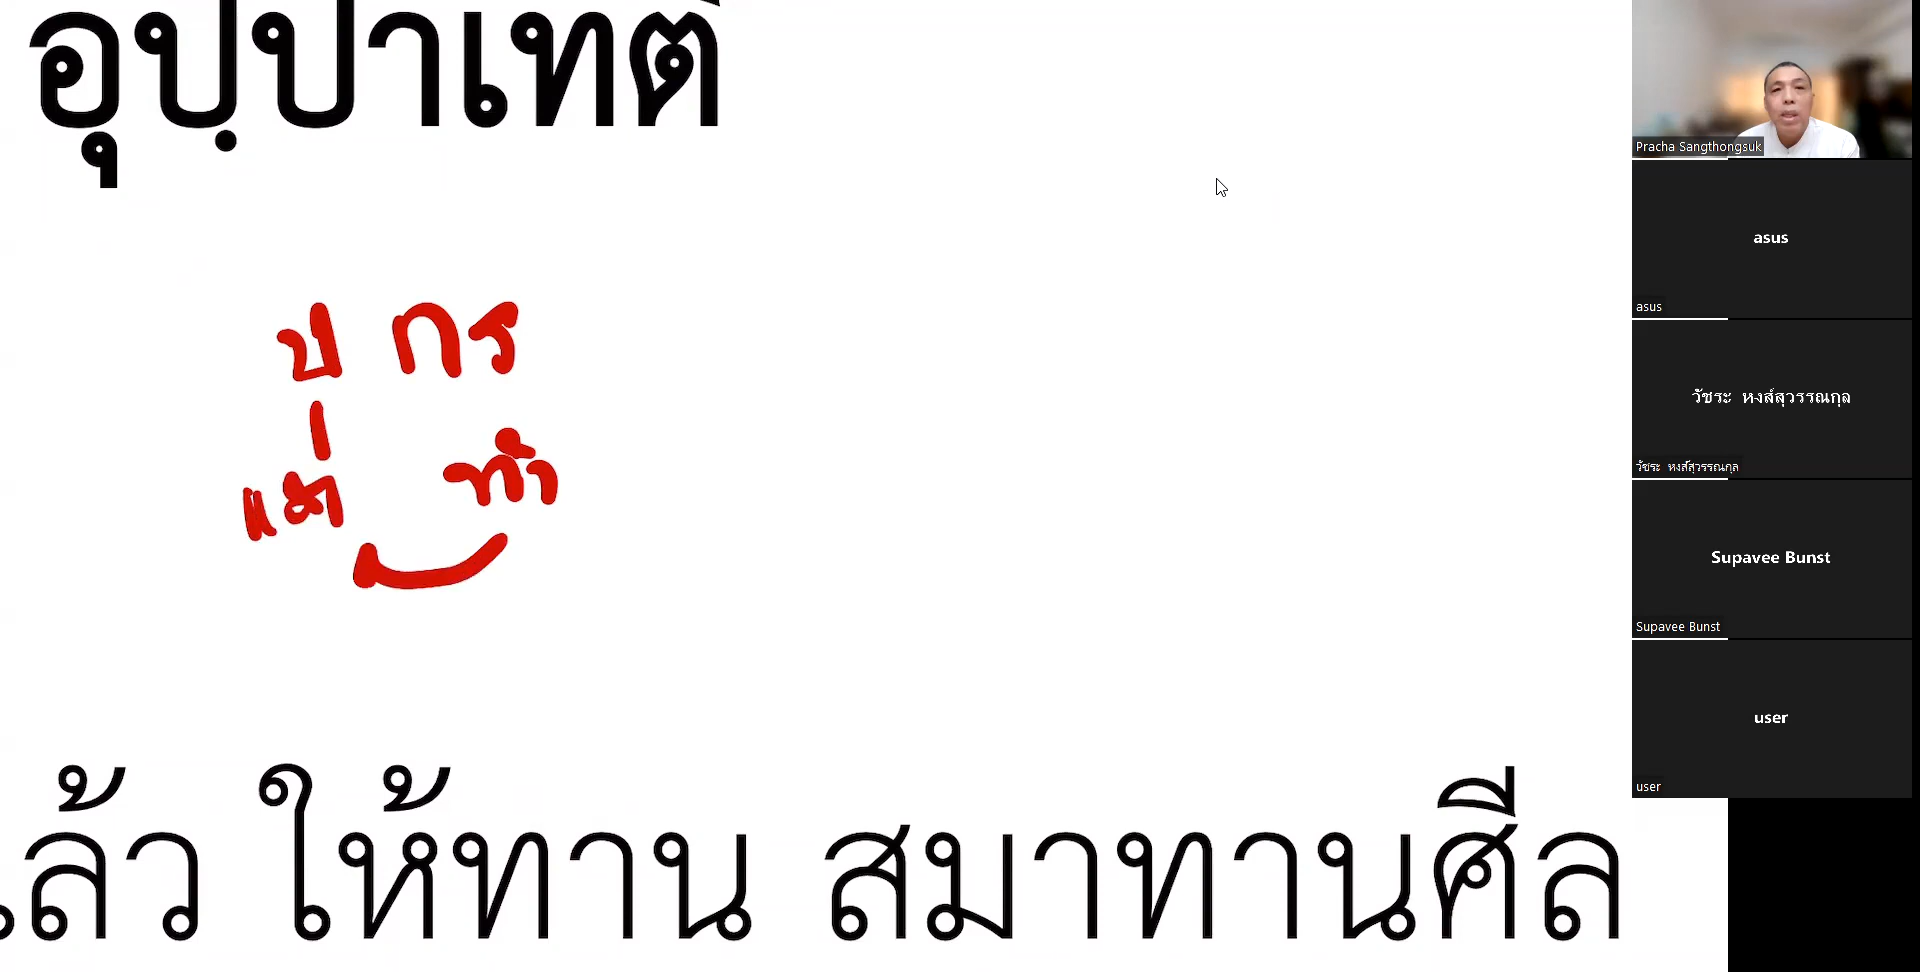 อุปฺปาเทตั
ป กร
แล้ว ทำ
ล้ว ให้ทาน สมาทานศีล
Pracha Sangthongsuk
asus
asus
วัชระ หงส์สุวรรณกุล
วัชระ หงส์สุวรรณกุล
Supavee Bunst
Supavee Bunst
user
user